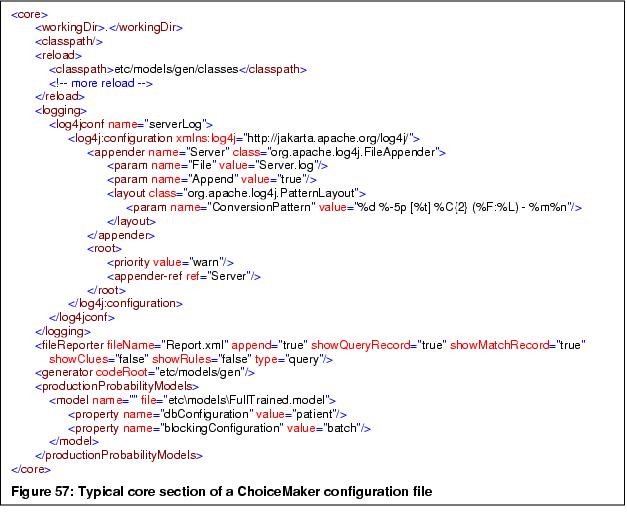 <core>
<workingDir>.</workingDir>
<classpath/>
<reload>
<classpath>etc/models/gen/classes</classpath>
<!-- more reload -->
</reload>
<logging>
<log4jconf name="serverLog">
<log4j:configuration xmlns:log4j="http://jakarta.apache.org/log4j/">
<appender name="Server" class="org.apache.log4j.FileAppender">
<param name="File" value="Server.log"/>
<param name="Append" value="true"/>
<layout class="org.apache.log4j.PatternLayout">
<param name="ConversionPattern" value="%d %-5p [%t] %C{2} (%F:%L) - %m%n"/>
</layout>
</appender>
<root>
<priority value="warn"/>
<appender-ref ref="Server"/>
</root>
</log4j:configuration>
</log4jconf>
</logging>
<fileReporter fileName="Report.xml" append="true" showQueryRecord="true" showMatchRecord="true"
showClues="false" showRules="false" type="query"/>
<generator codeRoot="etc/models/gen"/>
<productionProbabilityModels>
<model name="" file="etc\models\FullTrained.model">
<property name="dbConfiguration" value="patient"/>
<property name="blockingConfiguration" value="batch"/>
</model>
</productionProbabilityModels>
</core>
Figure 57: Typical core section of a ChoiceMaker configuration file